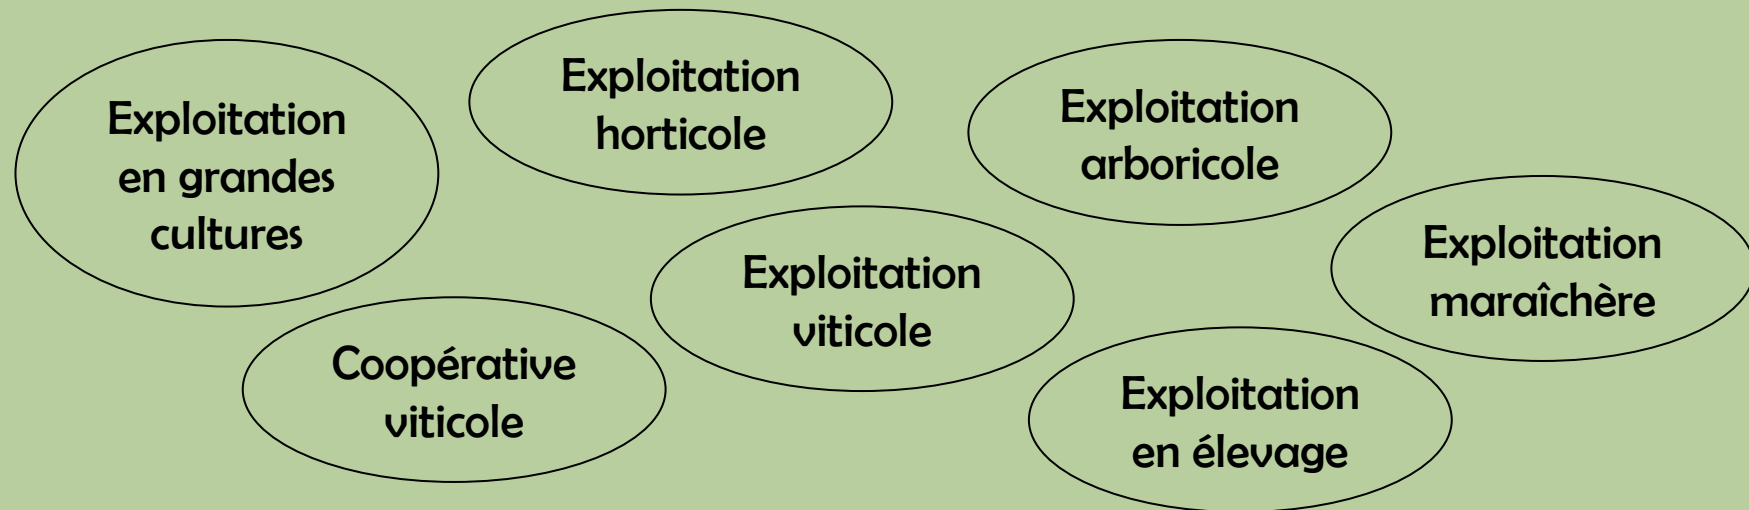 Exploitation
en grandes
cultures
Exploitation
horticole
Exploitation
arboricole
Exploitation
maraîchère
Coopérative
viticole
Exploitation
viticole
Exploitation
en élevage